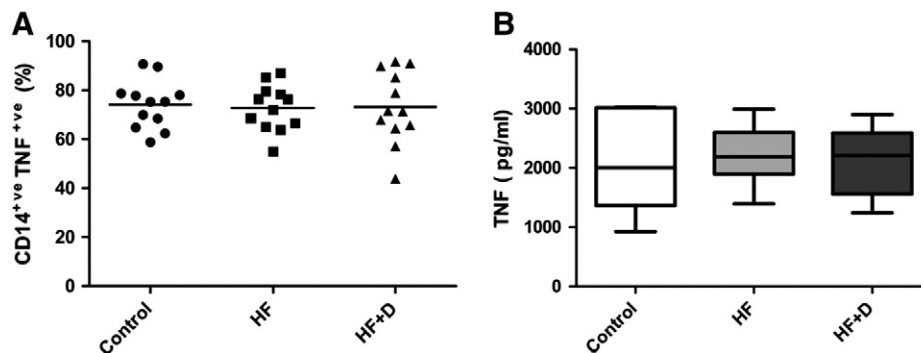 A
CD14+ve TNF+ve (%)
100
80
60
40
20
0
Control
HF
HF+D
B
TNF ( pg/ml)
4000
3000
2000
1000
0
Control
HF
HF+D